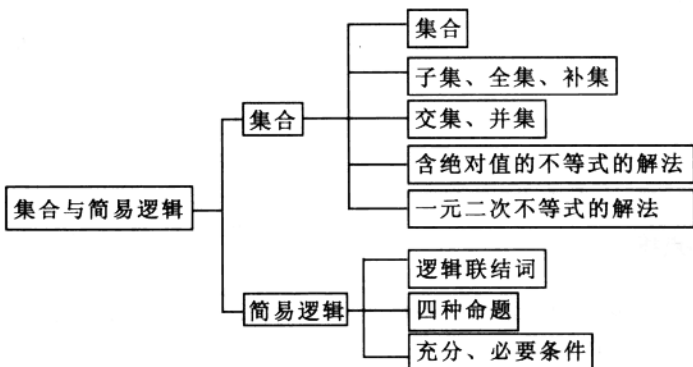 集合
子集、全集、补集
集合
交集、并集
含绝对值的不等式的解法
集合与简易逻辑
一元二次不等式的解法
逻辑联结词
简易逻辑
四种命题
充分、必要条件